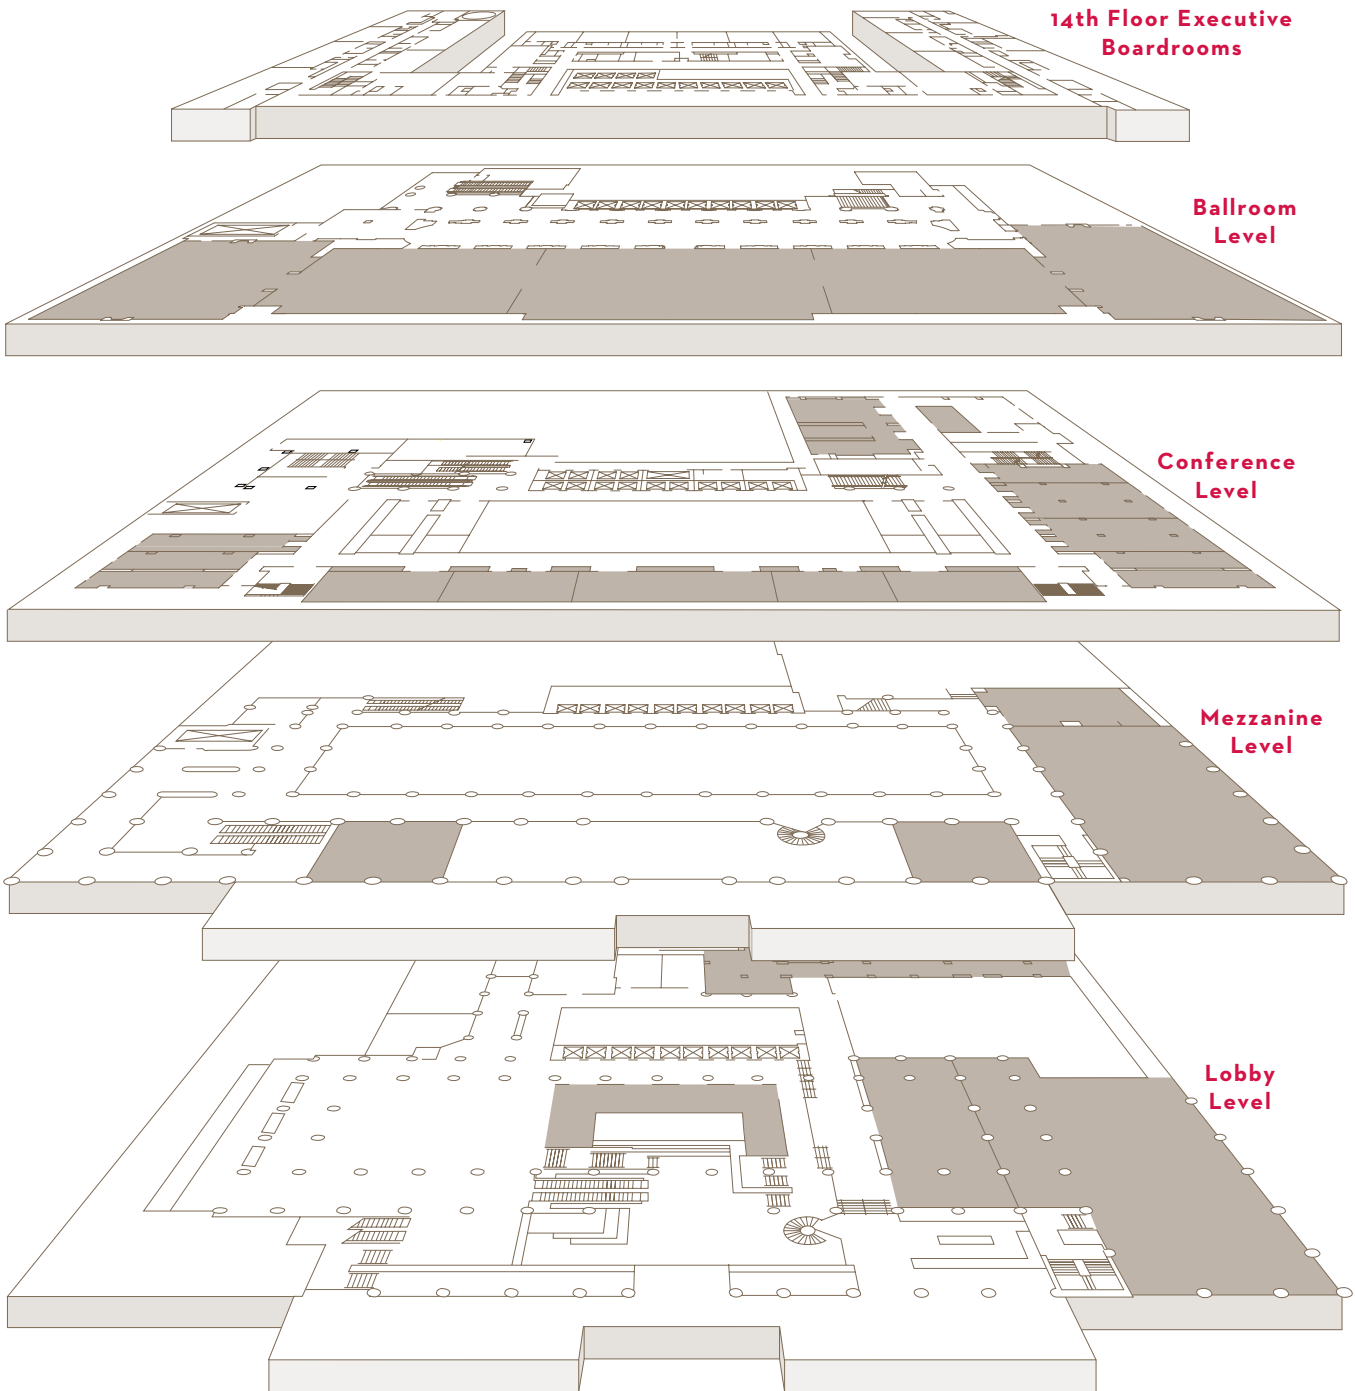 14th Floor Executive
Boardrooms
Ballroom
Level
Conference
Level
Mezzanine
Level
Lobby
Level